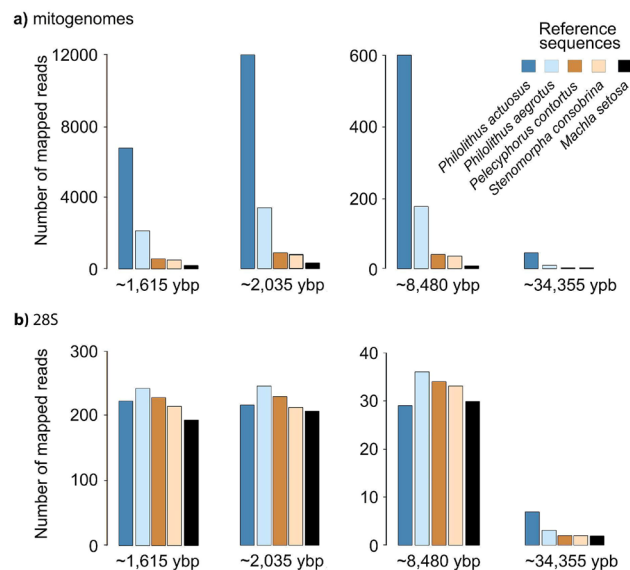 a) mitogenomes
Reference
sequences
Philolithus actuosus
Philolithus aegrotus
Pelecyphorus contortus
Stenomorpha consobrina
Machla setosa
Number of mapped reads
12000
8000
4000
0
~1,615 ybp
~2,035 ybp
600
400
200
0
~8,480 ybp
~34,355 ypb
b) 28S
Number of mapped reads
300
200
100
0
~1,615 ybp
~2,035 ybp
40
30
20
10
0
~8,480 ybp
~34,355 ybp